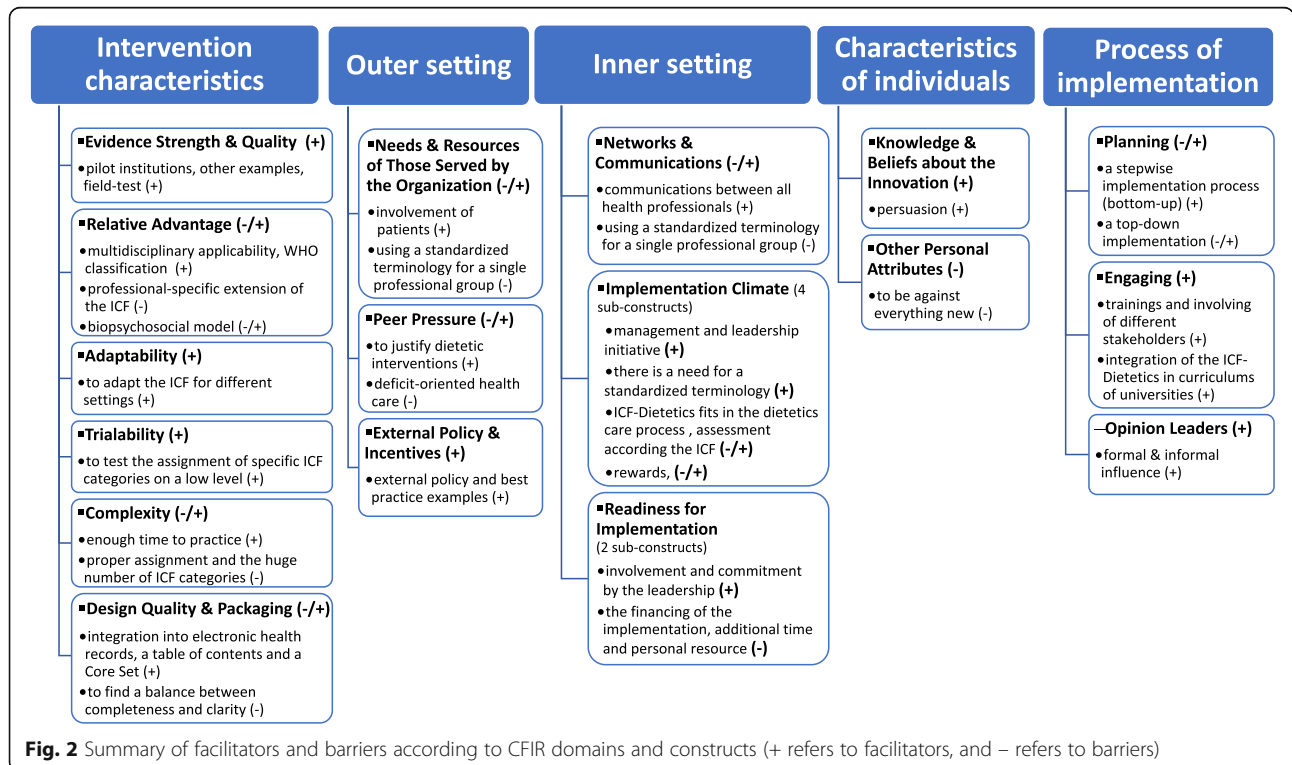 Intervention
characteristics
■Evidence Strength & Quality (+)
•pilot institutions, other examples,
field-test (+)
■Relative Advantage (-/+)
•multidisciplinary applicability, WHO
classification (+)
•professional-specific extension
of the ICF (-)
•biopsychosocial model (-/+)
■Adaptability (+)
•to adapt the ICF for different
settings (+)
■Trialability (+)
•to test the assignment of specific ICF
categories on a low level (+)
■Complexity (-/+)
•enough time to practice (+)
•proper assignment and the huge
number of ICF categories (-)
■Design Quality & Packaging (-/+)
•integration into electronic health
records, a table of contents and a
Core Set (+)
•to find a balance between
completeness and clarity (-)
Outer setting
■Needs & Resources
of Those Served by
the Organization (-/+)
•involvement of
patients (+)
•using a standardized
terminology for a single
professional group (-)
■Peer Pressure (-/+)
•to justify dietetic
interventions (+)
•deficit-oriented health
care (-)
■External Policy &
Incentives (+)
•external policy and best
practice examples (+)
Inner setting
■Networks &
Communications (-/+)
•communications between all
health professionals (+)
•using a standardized terminology
for a single professional group (-)
■Implementation Climate (4
sub-constructs)
•management and leadership
initiative (+)
•there is a need for a
standardized terminology (+)
•ICF-Dietetics fits in the dietetics
care process , assessment
according the ICF (-/+)
•rewards, (-/+)
■Readiness for
Implementation
(2 sub-constructs)
•involvement and commitment
by the leadership (+)
•the financing of the
implementation, additional time
and personal resource (-)
Characteristics
of individuals
■Knowledge &
Beliefs about the
Innovation (+)
•persuasion (+)
■Other Personal
Attributes (-)
•to be against
everything new (-)
Process of
implementation
■Planning (-/+)
•a stepwise
implementation process
(bottom-up) (+)
•a top-down
implementation (-/+)
■Engaging (+)
•trainings and involving of
different
stakeholders (+)
•integration of the ICF-
Dietetics in curriculums of
universities (+)
—Opinion Leaders (+)
•formal & informal
influence (+)
Fig. 2 Summary of facilitators and barriers according to CFIR domains and constructs (+ refers to facilitators, and – refers to barriers)